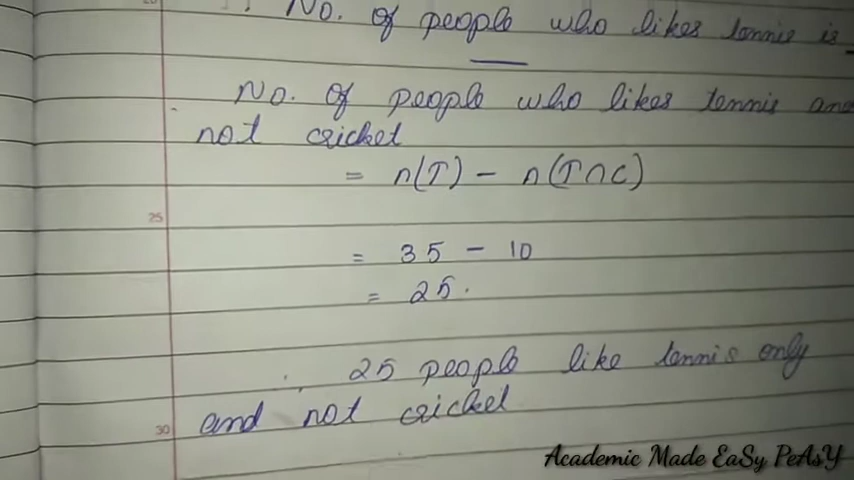 No. of people who likes tennis is
No. of people who likes tennis and
not cricket
= n(T) - n(T∩C)
25
= 35 - 10
= 25.
∴ 25 people like tennis only
30 and not cricket
Academic Made EaSy PeAsY